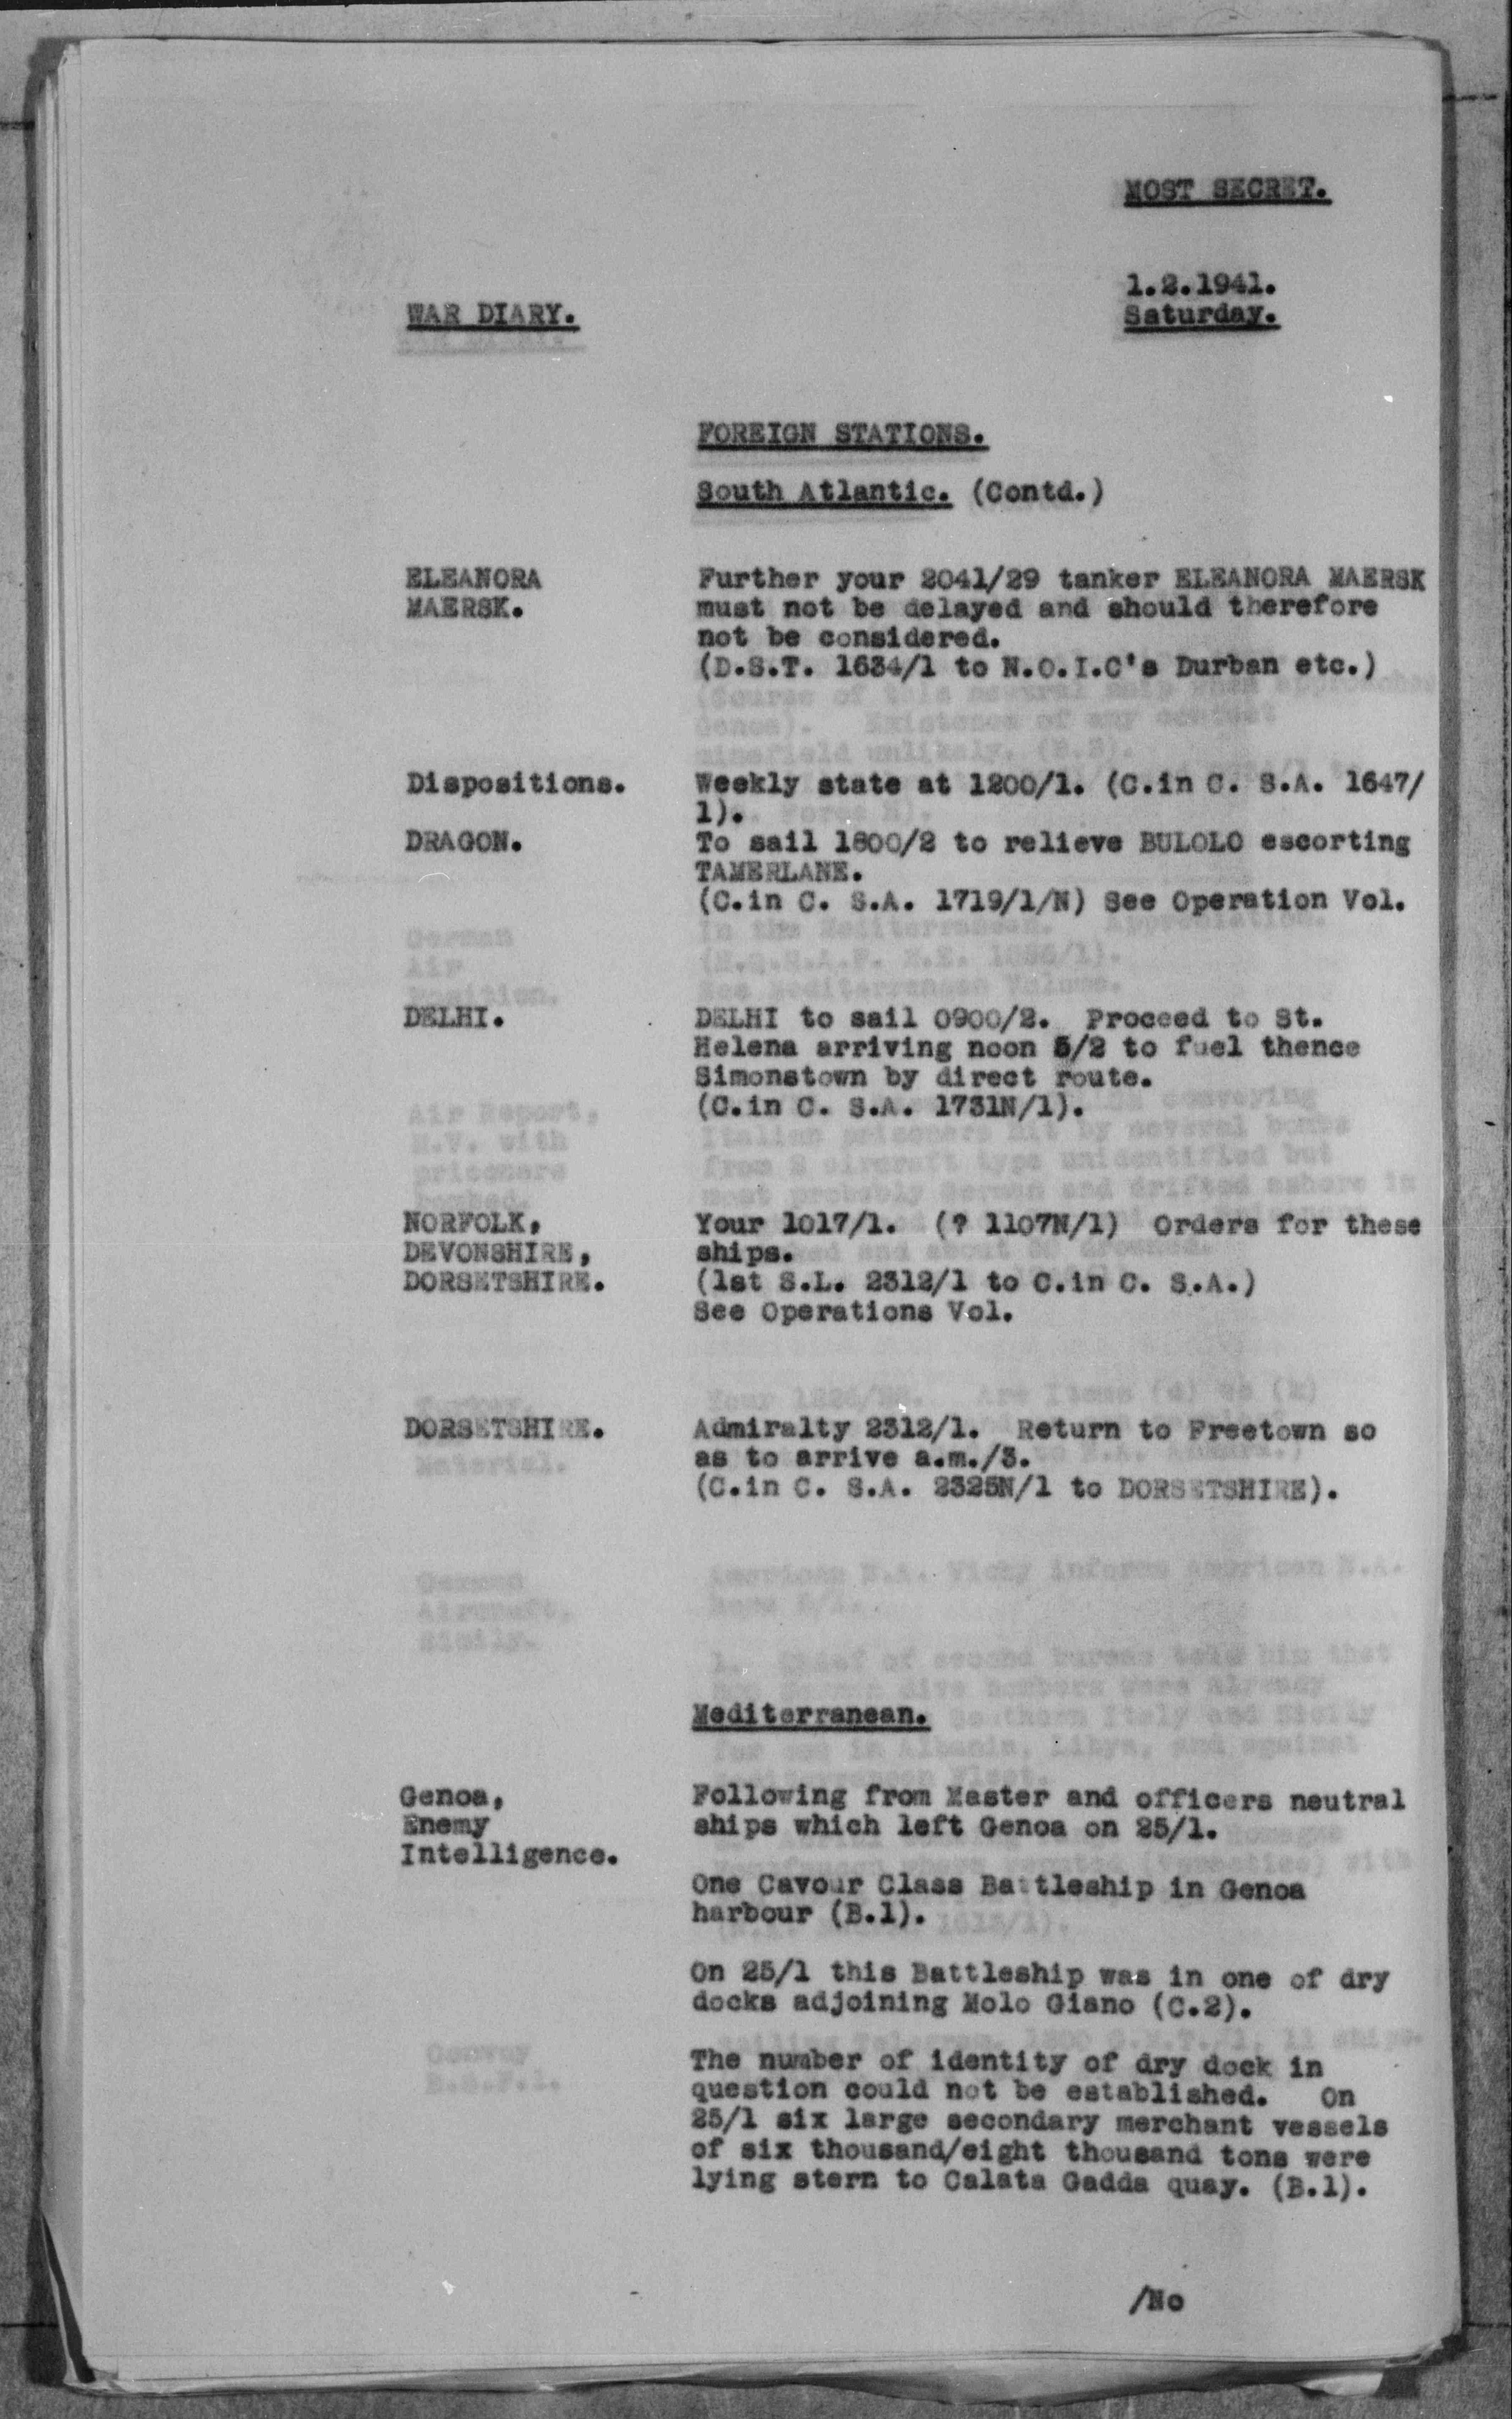 MOST SECRET.
1.2.1941.
WAR DIARY.
Saturday.
FOREIGN STATIONS.
South Atlantic. (Contd.)
ELEANORA
MAERSK.
Further your 2041/29 tanker ELEANORA MAERSK
must not be delayed and should therefore
not be considered.
(D.S.T. 1634/1 to N.O.I.C's Durban etc.)
Dispositions.
Weekly state at 1200/1. (C.in C. S.A. 1647/
1).
DRAGON.
To sail 1800/2 to relieve BULOLO escorting
TAMERLANE.
(C.in C. S.A. 1719/1/N) See Operation Vol.
DELHI.
DELHI to sail 0900/2. Proceed to St.
Helena arriving noon 5/2 to fuel thence
Simonstown by direct route.
(C.in C. S.A. 1731N/1).
NORFOLK,
DEVONSHIRE,
DORSETSHIRE.
Your 1017/1. (? 1107N/1) Orders for these
ships.
(1st S.L. 2312/1 to C.in C. S.A.)
See Operations Vol.
DORSETSHIRE.
Admiralty 2312/1. Return to Freetown so
as to arrive a.m./3.
(C.in C. S.A. 2325N/1 to DORSETSHIRE).
Mediterranean.
Genoa,
Enemy
Intelligence.
Following from Master and officers neutral
ships which left Genoa on 25/1.
One Cavour Class Battleship in Genoa
harbour (B.1).
On 25/1 this Battleship was in one of dry
docks adjoining Molo Giano (C.2).
The number of identity of dry dock in
question could not be established. On
25/1 six large secondary merchant vessels
of six thousand/eight thousand tons were
lying stern to Calata Gadda quay. (B.1).
/No